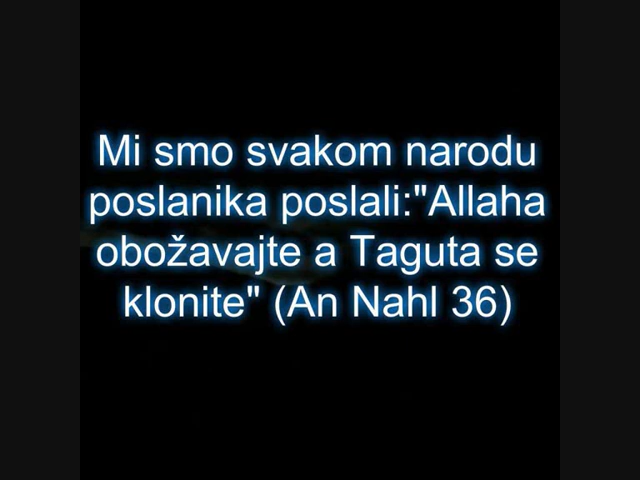 Mi smo svakom narodu
poslanika poslali:"Allaha
obožavajte a Taguta se
klonite" (An Nahl 36)